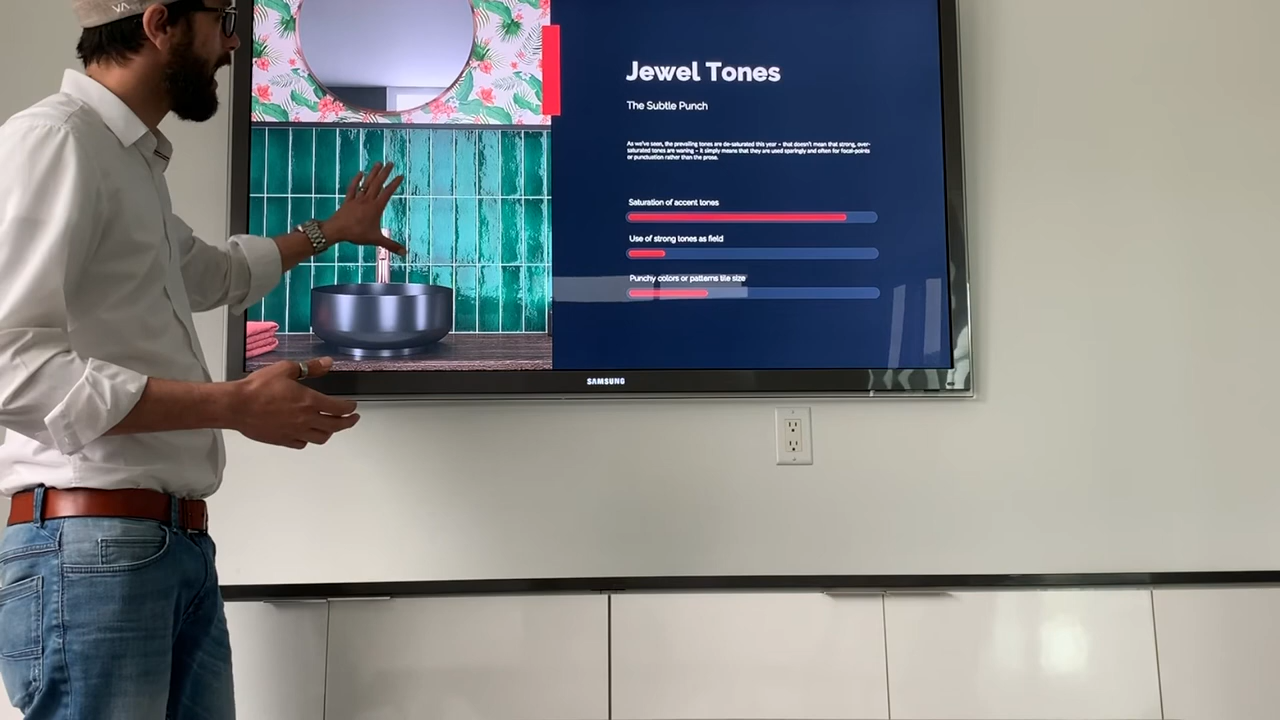 VA
Jewel Tones
The Subtle Punch
As we've seen, the prevailing tones are de-saturated this year – that doesn't mean that strong, over-
saturated tones are waning – it simply means that they are used sparingly and often for focal-points
or punctuation rather than the prose.
Saturation of accent tones
Use of strong tones as field
Punchy colors or patterns tile size
SAMSUNG